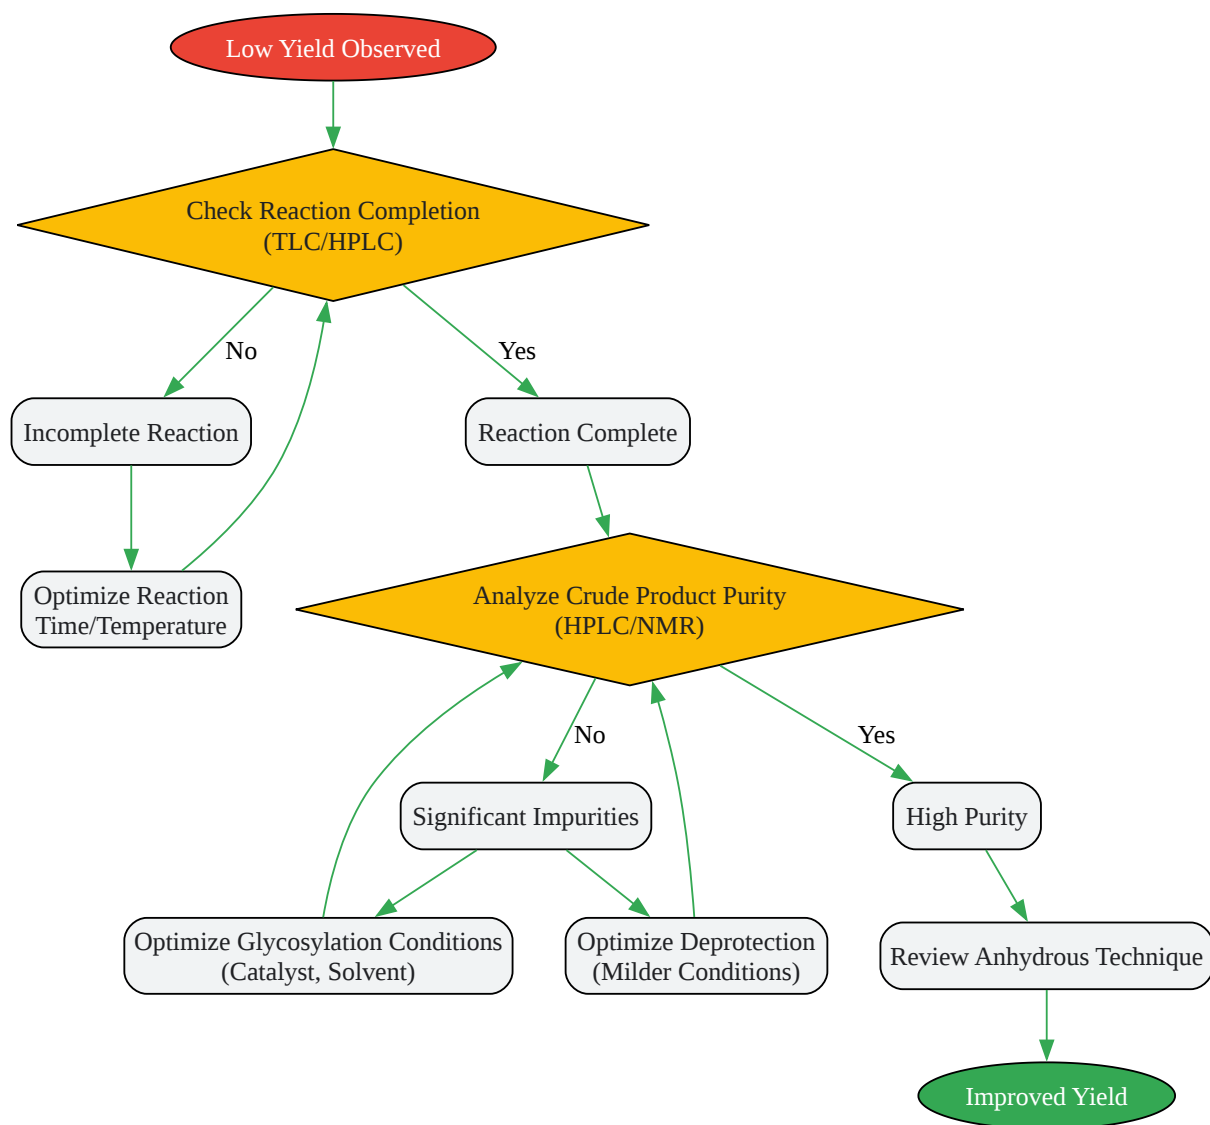 Low Yield Observed
Check Reaction Completion
(TLC/HPLC)
No
Yes
Incomplete Reaction
Reaction Complete
Optimize Reaction
Time/Temperature
Analyze Crude Product Purity
(HPLC/NMR)
No
Yes
Significant Impurities
High Purity
Optimize Glycosylation Conditions
(Catalyst, Solvent)
Optimize Deprotection
(Milder Conditions)
Review Anhydrous Technique
Improved Yield